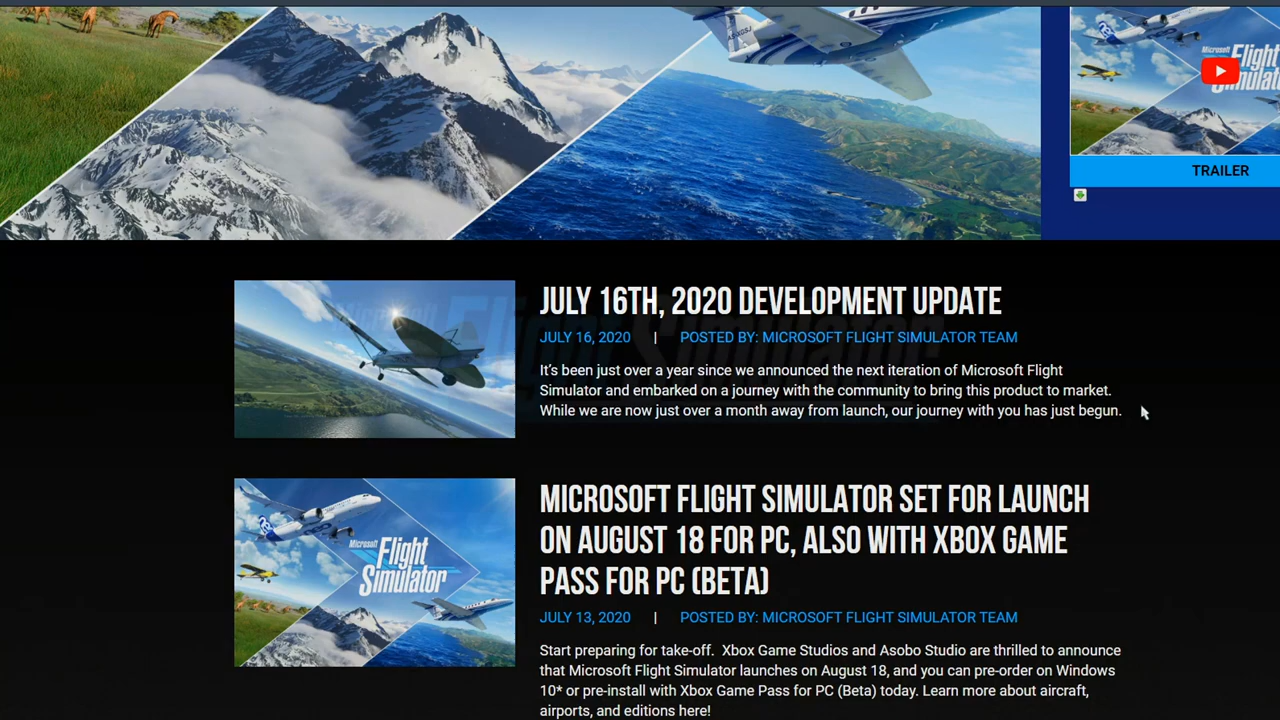 Microsoft
Flight
Simulator
TRAILER
JULY 16TH, 2020 DEVELOPMENT UPDATE
JULY 16, 2020 | POSTED BY: MICROSOFT FLIGHT SIMULATOR TEAM
It's been just over a year since we announced the next iteration of Microsoft Flight
Simulator and embarked on a journey with the community to bring this product to market.
While we are now just over a month away from launch, our journey with you has just begun.
Microsoft
Flight
Simulator
MICROSOFT FLIGHT SIMULATOR SET FOR LAUNCH
ON AUGUST 18 FOR PC, ALSO WITH XBOX GAME
PASS FOR PC (BETA)
JULY 13, 2020 | POSTED BY: MICROSOFT FLIGHT SIMULATOR TEAM
Start preparing for take-off.  Xbox Game Studios and Asobo Studio are thrilled to announce
that Microsoft Flight Simulator launches on August 18, and you can pre-order on Windows
10* or pre-install with Xbox Game Pass for PC (Beta) today. Learn more about aircraft,
airports, and editions here!